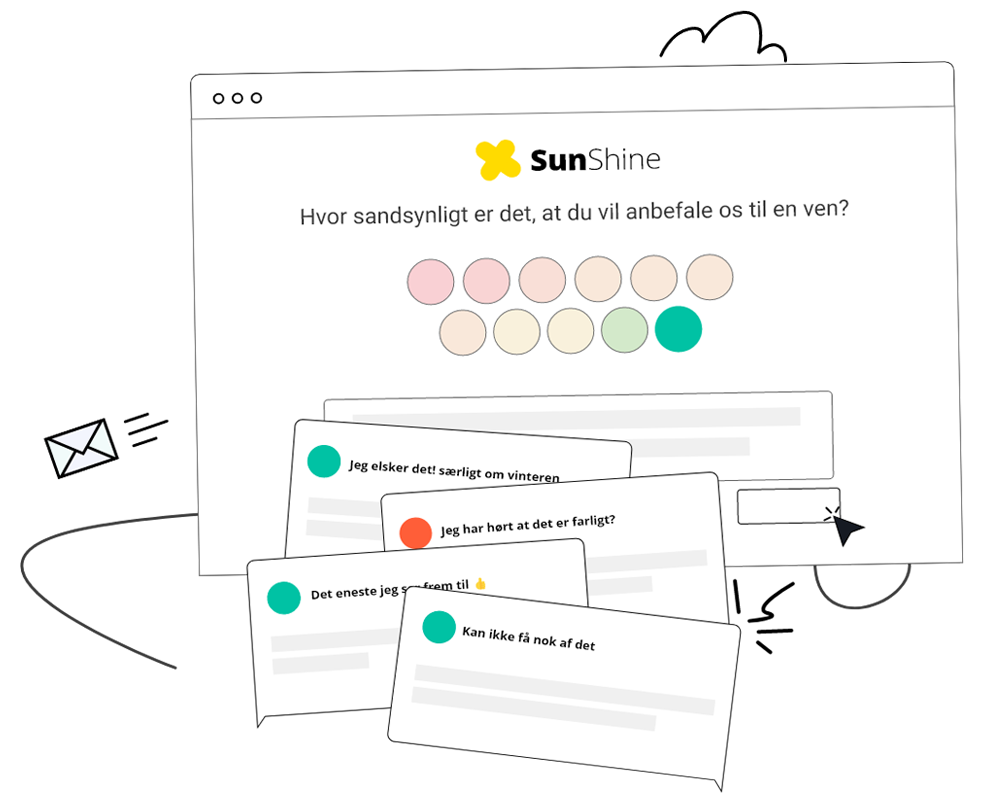 SunShine
Hvor sandsynligt er det, at du vil anbefale os til en ven?
Jeg elsker det! særligt om vinteren
Jeg har hørt at det er farligt?
Det eneste jeg ser frem til 👍
Kan ikke få nok af det